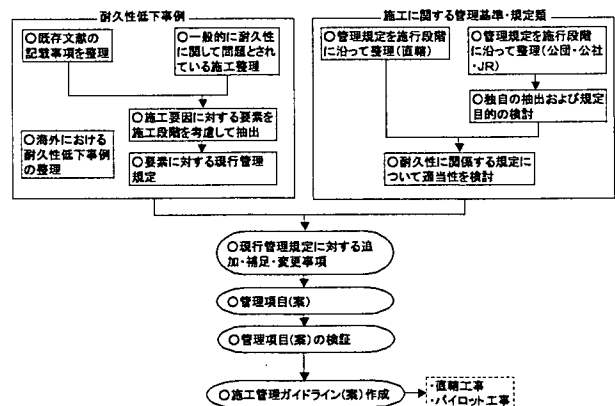 耐久性低下事例
○既存文献の
記載事項を整理
○一般的に耐久性
に関して問題とされ
ている施工整理
○施工要因に対する要素を
施工段階を考慮して抽出
○海外における
耐久性低下事例
の整理
○要素に対する現行管理
規定
施工に関する管理基準・規定類
○管理規定を施行段階
に沿って整理(直轄)
○管理規定を施行段階
に沿って整理(公団・公社
・JR)
○独自の抽出および規定
目的の検討
○耐久性に関係する規定に
ついて適当性を検討
○現行管理規定に対する追
加・補足・変更事項
○管理項目(案)
○管理項目(案)の検証
○施工管理ガイドライン(案)作成
・直轄工事
・パイロット工事